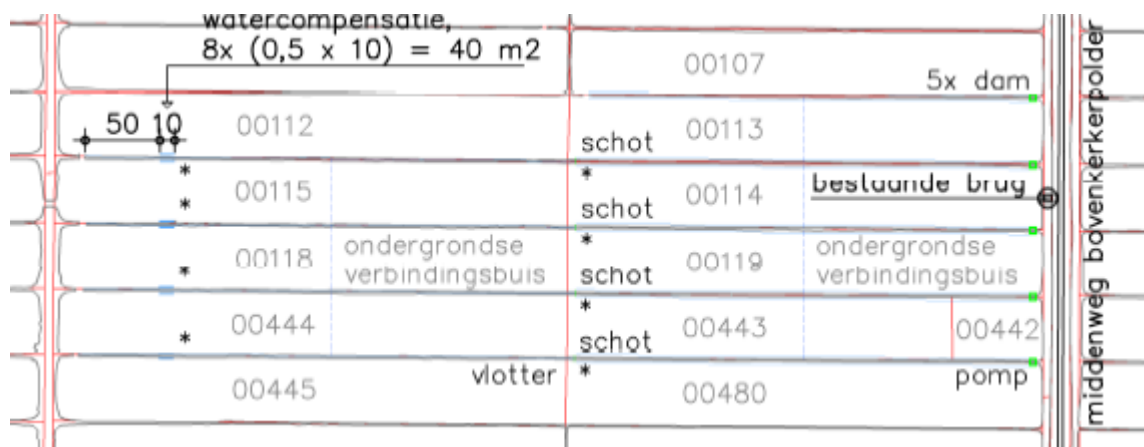 watercompensatie,
8x (0,5 x 10) = 40 m2
00107
5x dam
50 10
00112
schot
00113
*
*
00115
*
schot
00114
bestaande brug
*
*
00118
ondergrondse
verbindingsbuis
schot
00119
ondergrondse
verbindingsbuis
*
*
00444
schot
00443
00442
00445
vlotter
*
00480
pomp
middenweg bovenkerkerpolder